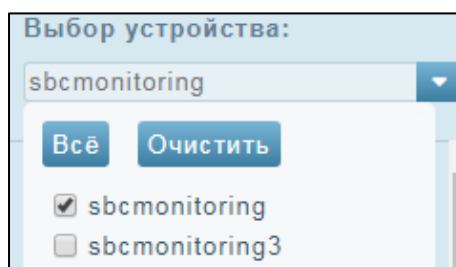 Выбор устройства:
sbcmonitoring
Всё Очистить
sbcmonitoring
sbcmonitoring3